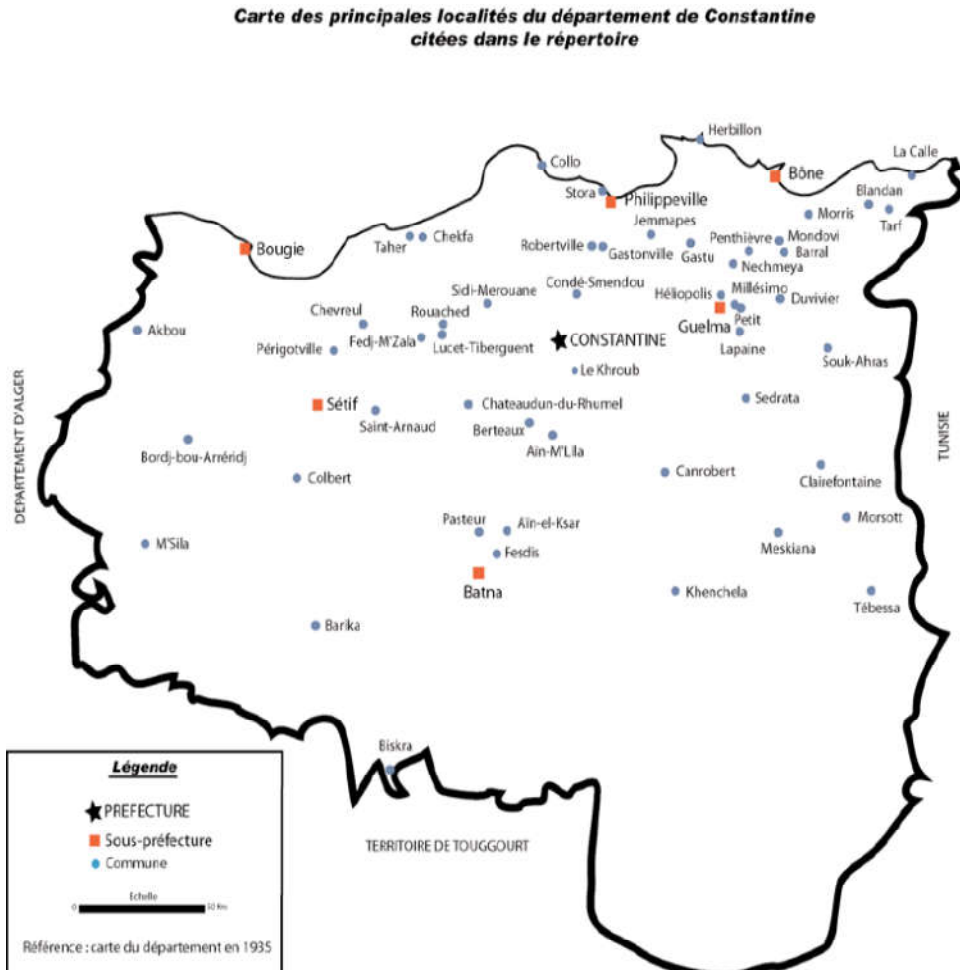 Carte des principales localités du département de Constantine
citées dans le répertoire
Herbillon
Collo
La Calle
Bône
Stora
Blandan
Philippeville
Tarf
Morris
Jemmapes
Taher
Chekfa
Bougie
Robertville
Gastonville
Gastu
Penthièvre
Mondovi
Barral
Nechmeya
Sidi-Merouane
Condé-Smendou
Héliopolis
Millésimo
Duvivier
Chevreul
Rouached
Petit
Guelma
Akbou
Fedj-M'Zala
Lucet-Tiberguent
CONSTANTINE
Lapaine
Périgotville
Souk-Ahras
Le Khroub
Sétif
Saint-Arnaud
Chateaudun-du-Rhumel
Sedrata
Berteaux
Aïn-M'Lila
DEPARTEMENT D'ALGER
TUNISIE
Bordj-bou-Arréridj
Colbert
Canrobert
Clairefontaine
Pasteur
Aïn-el-Ksar
Morsott
M'Sila
Fesdis
Meskiana
Batna
Khenchela
Tébessa
Barika
Biskra
TERRITOIRE DE TOUGGOURT
Légende
PREFECTURE
Sous-préfecture
Commune
Echelle
0 50 Km
Référence : carte du département en 1935